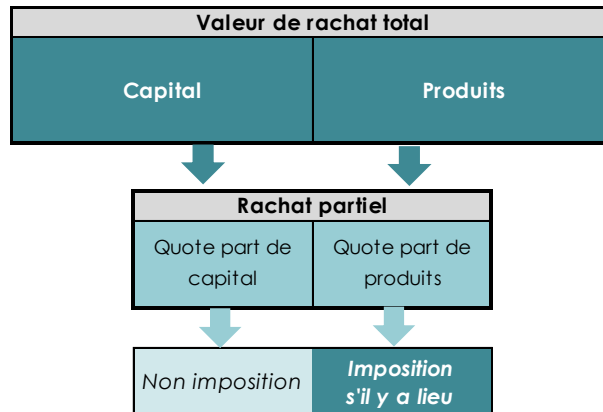 Valeur de rachat total
Capital
Produits
Rachat partiel
Quote part de
capital
Quote part de
produits
Non imposition
Imposition
s'il y a lieu